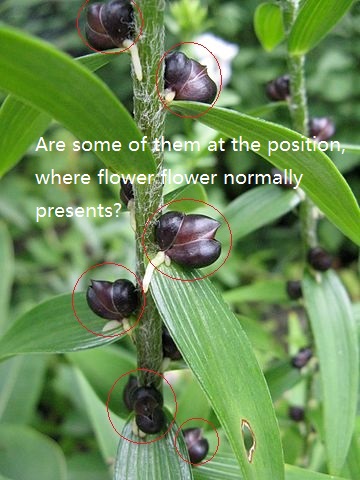 Are some of them at the position,
where flower flower normally
presents?